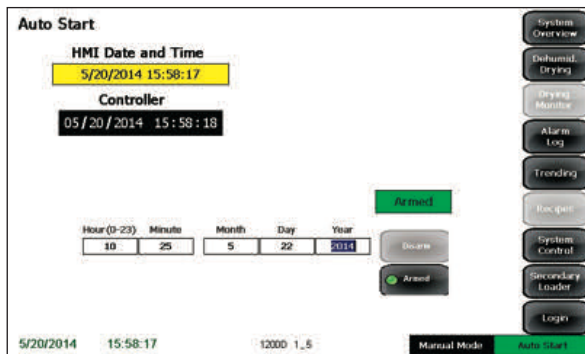 Auto Start
HMI Date and Time
5/20/2014 15:58:17
Controller
05/20/2014 15:58:18
Armed
Hour(0-23) Minute Month Day Year
10 25 5 22 2014
Disarm
Armed
System
Overview
Dehumid.
Drying
Drying
Monitor
Alarm
Log
Trending
Recipes
System
Control
Secondary
Loader
Login
5/20/2014 15:58:17 1200D 1_5 Manual Mode Auto Start